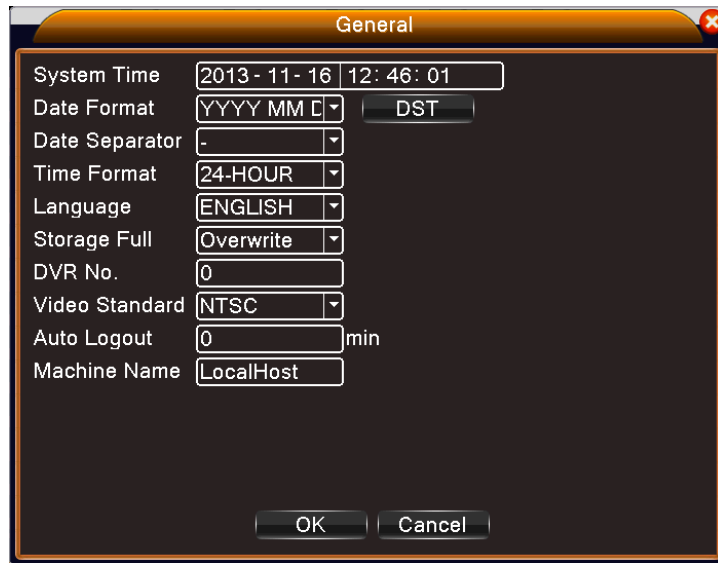 General
System Time 2013-11-16 12:46:01
Date Format YYYY MM D DST
Date Separator -
Time Format 24-HOUR
Language ENGLISH
Storage Full Overwrite
DVR No. 0
Video Standard NTSC
Auto Logout 0 min
Machine Name LocalHost
OK Cancel